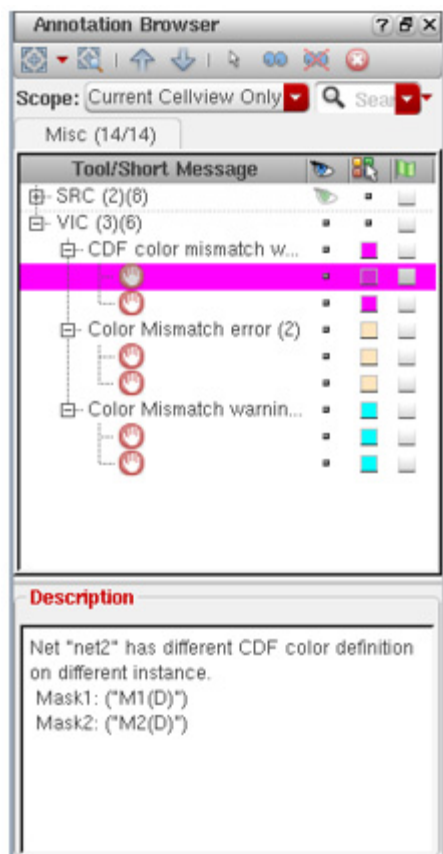 Annotation Browser
Scope: Current Cellview Only
Misc (14/14)
Tool/Short Message
SRC (2)(8)
VIC (3)(6)
CDF color mismatch w...
Color Mismatch error (2)
Color Mismatch warnin...
Description
Net "net2" has different CDF color definition
on different instance.
Mask1: ("M1(D)")
Mask2: ("M2(D)")